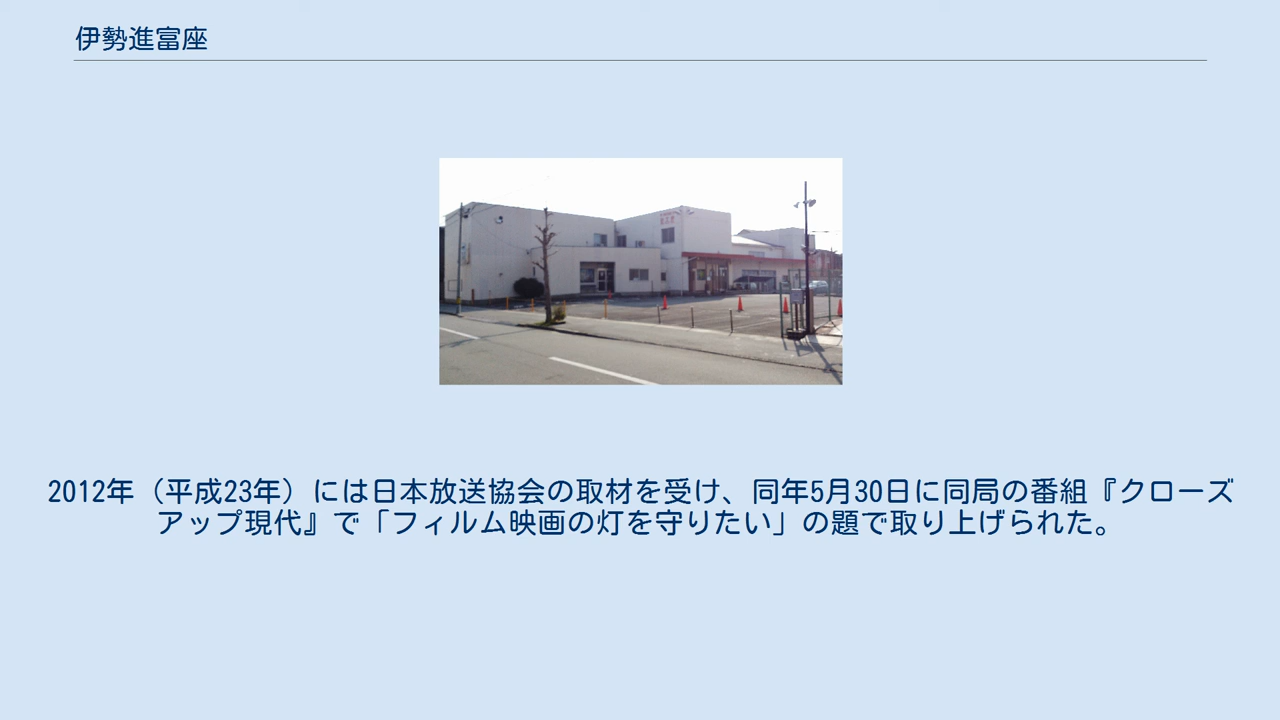 伊勢進富座
2012年（平成23年）には日本放送協会の取材を受け、同年5月30日に同局の番組『クローズ
アップ現代』で「フィルム映画の灯を守りたい」の題で取り上げられた。